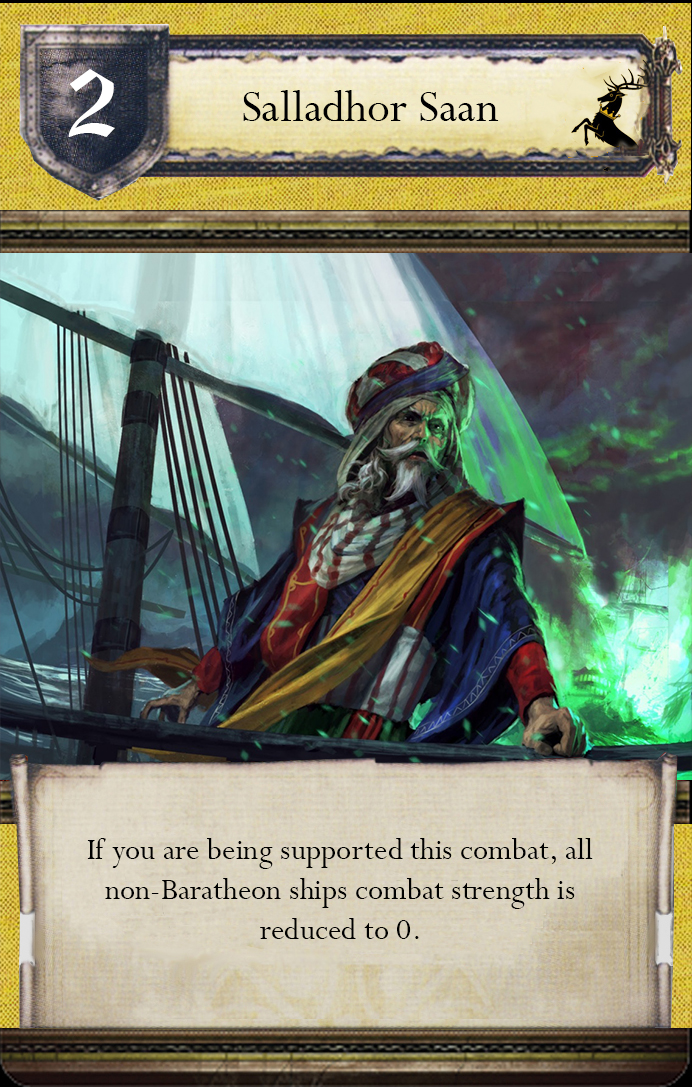 2
Salladhor Saan
If you are being supported this combat, all
non-Baratheon ships combat strength is
reduced to 0.